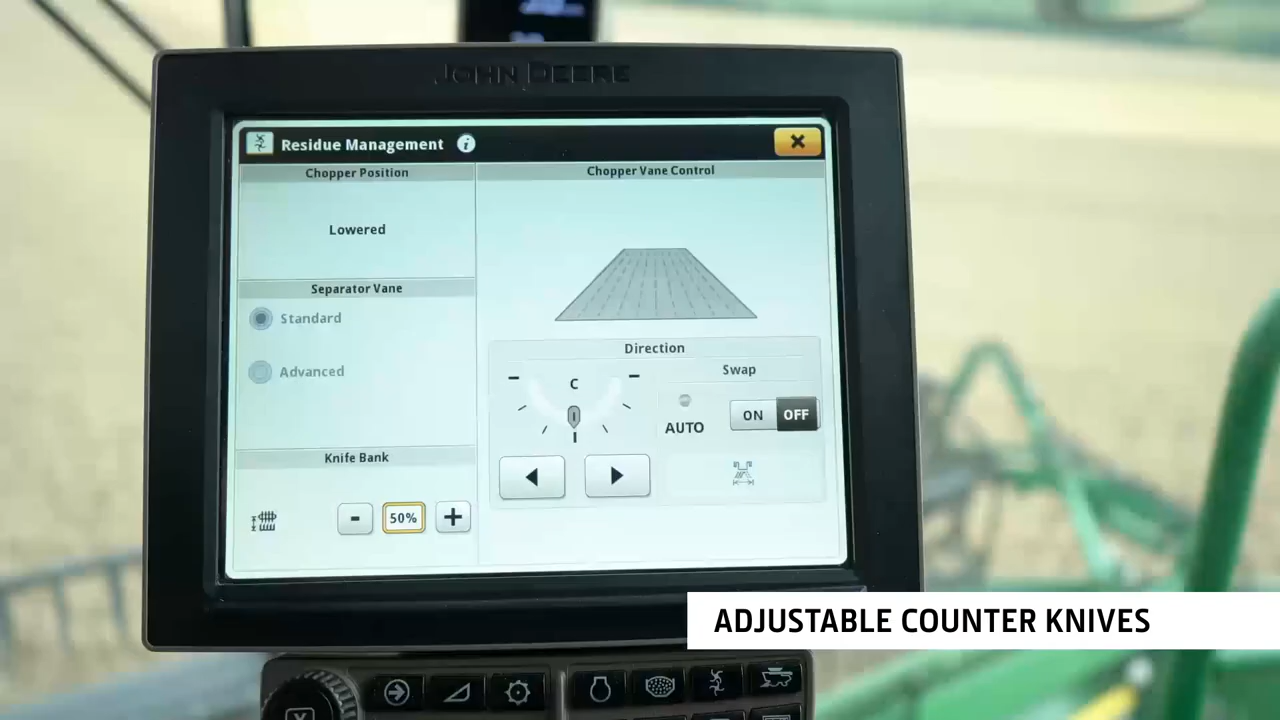 JOHN DEERE
Residue Management
Chopper Position
Lowered
Separator Vane
Standard
Advanced
Knife Bank
- 50% +
Chopper Vane Control
Direction
C
Swap
AUTO
ON OFF
ADJUSTABLE COUNTER KNIVES